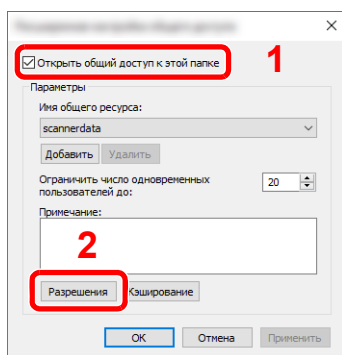 Открыть общий доступ к этой папке
1
Параметры
Имя общего ресурса:
scannerdata
Добавить Удалить
Ограничить число одновременных
пользователей до:
20
Примечание:
2
Разрешения Кэширование
ОК Отмена Применить